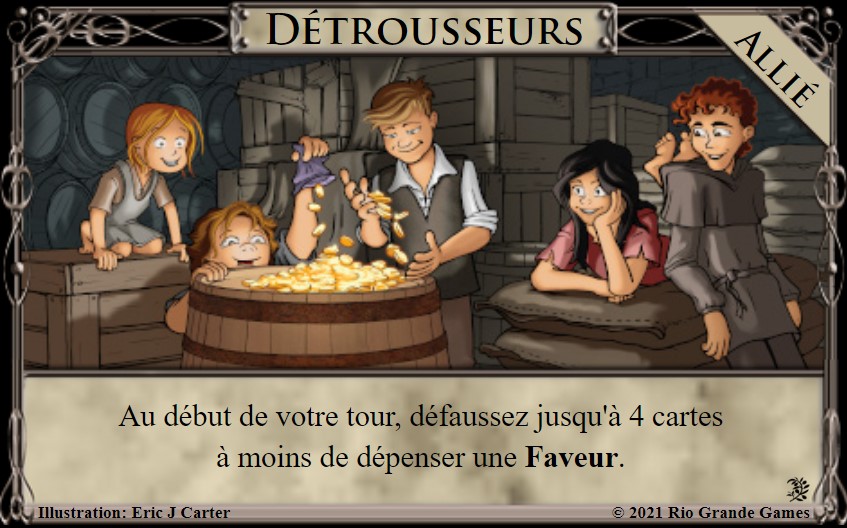 DÉTROUSSEURS
ALLIÉ
Au début de votre tour, défaussez jusqu'à 4 cartes
à moins de dépenser une Faveur.
Illustration: Eric J Carter
© 2021 Rio Grande Games